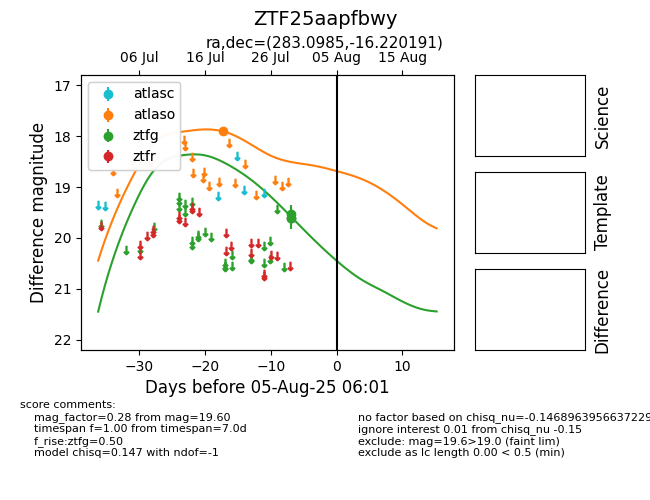 ZTF25aapfbwy
ra,dec=(283.0985,-16.220191)
06 Jul 16 Jul 26 Jul 05 Aug 15 Aug
17
18
19
20
21
22
Difference magnitude
atlasc
atlaso
ztfg
ztfr
−30 −20 −10 0 10
Days before 05-Aug-25 06:01
Science
Template
Difference
score comments:
mag_factor=0.28 from mag=19.60
timespan f=1.00 from timespan=7.0d
f_rise:ztfg=0.50
model chisq=0.147 with ndof=-1
no factor based on chisq_nu=-0.1468963956637229
ignore interest 0.01 from chisq_nu -0.15
exclude: mag=19.6>19.0 (faint lim)
exclude as lc length 0.00 < 0.5 (min)